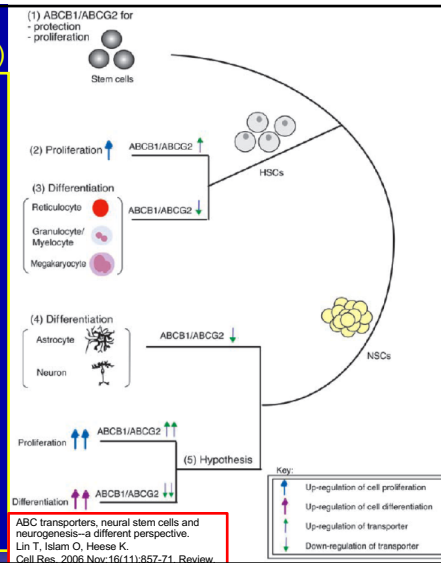 (1) ABCB1/ABCG2 for
- protection
- proliferation
Stem cells
)
(2) Proliferation
ABCB1/ABCG2
HSCs
(3) Differentiation
Reticulocyte
ABCB1/ABCG2
Granulocyte/
Myelocyte
Megakaryocyte
(4) Differentiation
ABCB1/ABCG2
Astrocyte
Neuron
NSCs
ABCB1/ABCG2
Proliferation
(5) Hypothesis
ABCB1/ABCG2
Differentiation
Key:
Up-regulation of cell proliferation
Up-regulation of cell differentiation
Up-regulation of transporter
Down-regulation of transporter
ABC transporters, neural stem cells and
neurogenesis--a different perspective.
Lin T, Islam O, Heese K.
Cell Res. 2006 Nov;16(11):857-71. Review.